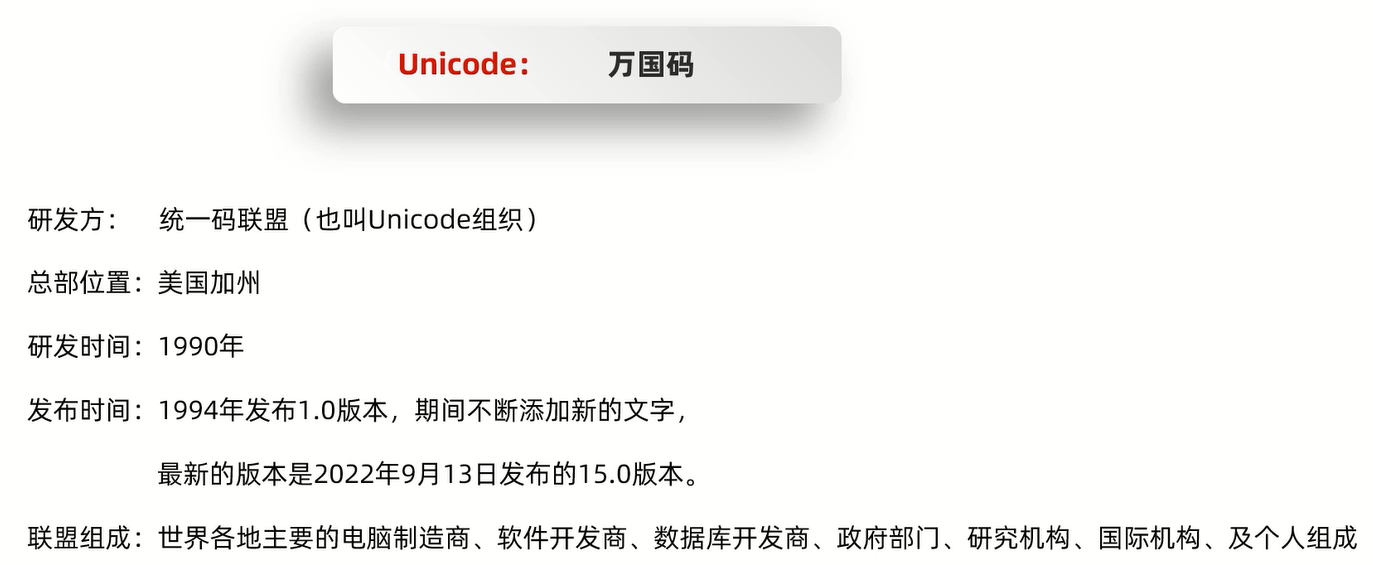 Unicode： 万国码
研发方： 统一码联盟（也叫Unicode组织）
总部位置：美国加州
研发时间：1990年
发布时间：1994年发布1.0版本，期间不断添加新的文字，
最新的版本是2022年9月13日发布的15.0版本。
联盟组成：世界各地主要的电脑制造商、软件开发商、数据库开发商、政府部门、研究机构、国际机构、及个人组成